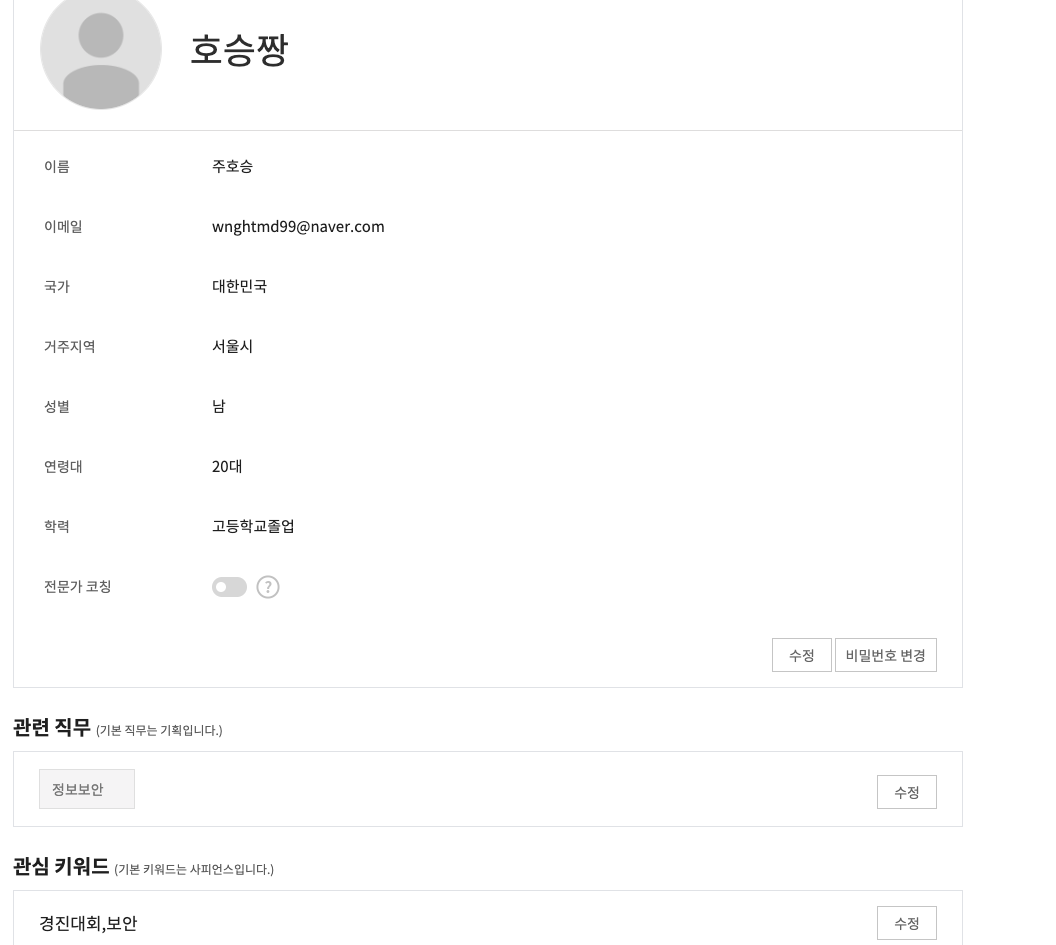 호승짱
이름 주호승
이메일 wnghtmd99@naver.com
국가 대한민국
거주지역 서울시
성별 남
연령대 20대
학력 고등학교졸업
전문가 코칭 ?
수정 비밀번호 변경
관련 직무 (기본 직무는 기획입니다.)
정보보안 수정
관심 키워드 (기본 키워드는 사피언스입니다.)
경진대회,보안 수정